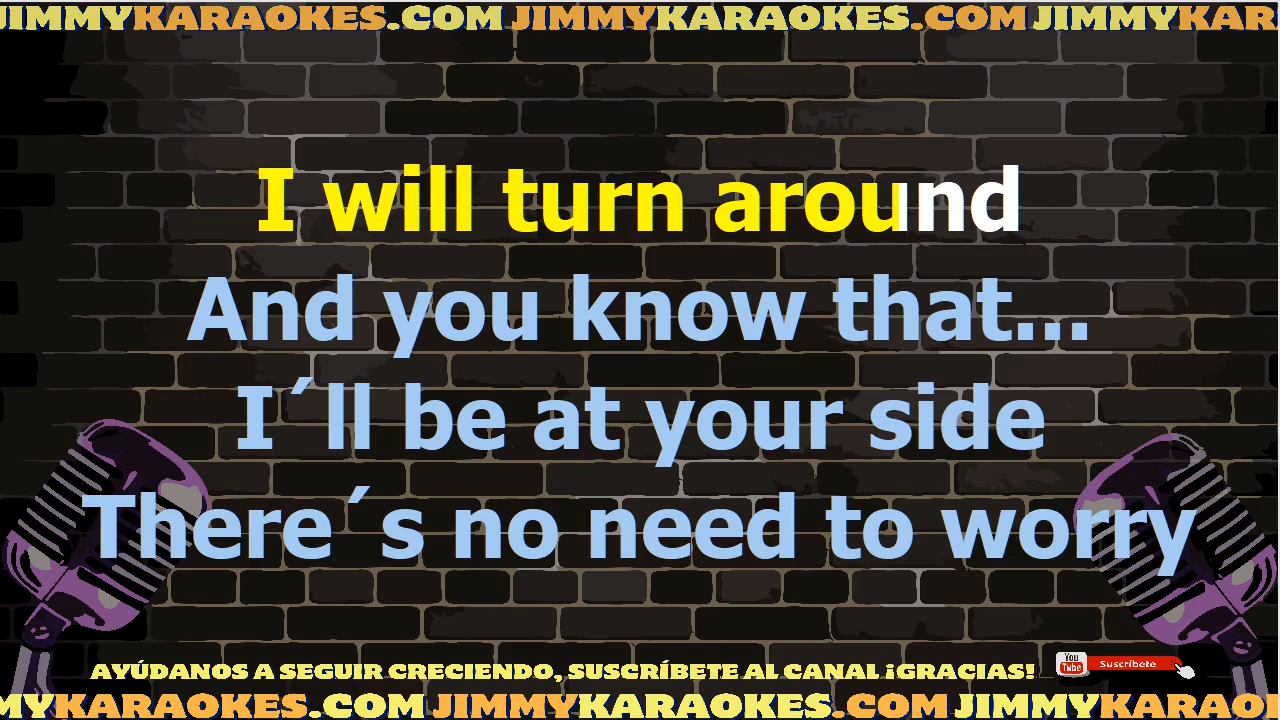 JIMMYKARAOKES.COM JIMMYKARAOKES.COM JIMMYKAR
I will turn around
And you know that...
I´ll be at your side
There´s no need to worry
AYÚDANOS A SEGUIR CRECIENDO, SUSCRÍBETE AL CANAL ¡GRACIAS!
You Tube Suscríbete
MYKARAOKES.COM JIMMYKARAOKES.COM JIMMYKARAO